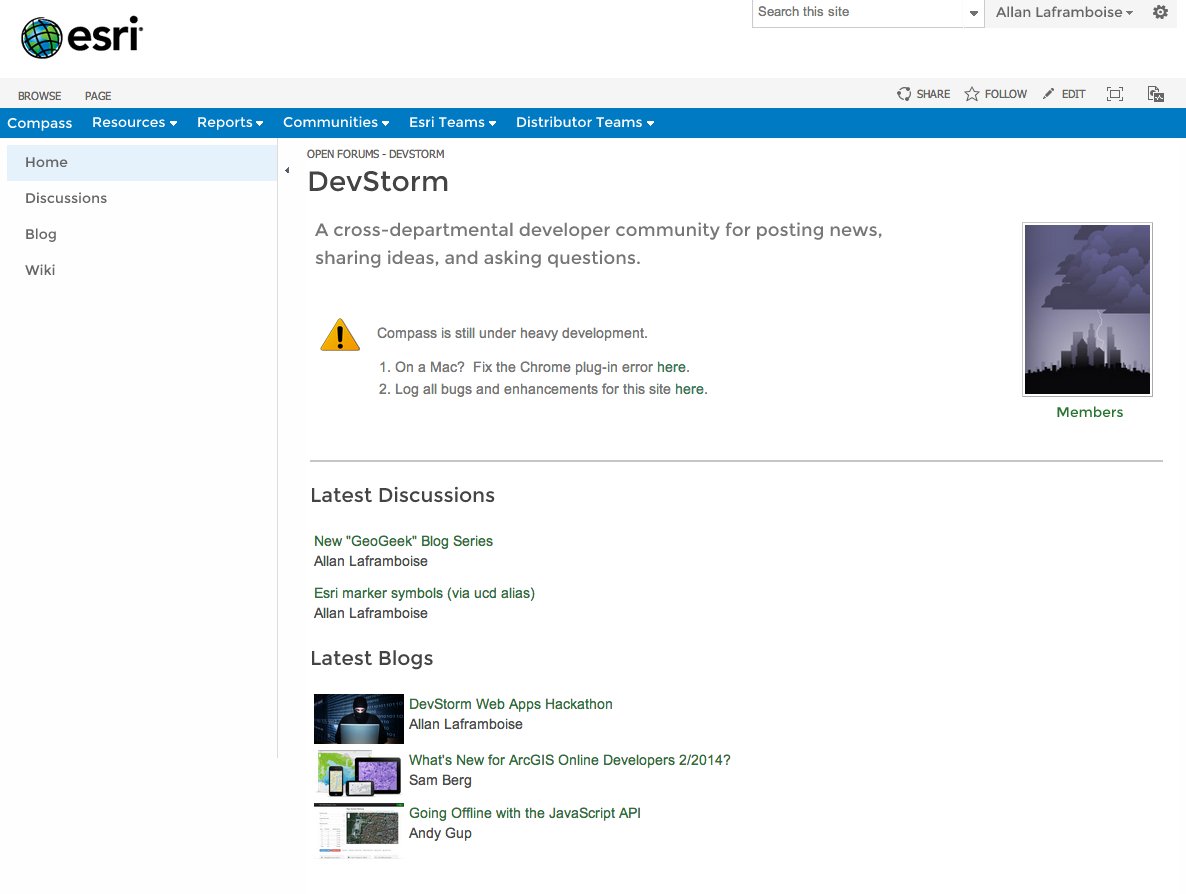 esri
Search this site
Allan Laframboise
BROWSE PAGE
SHARE FOLLOW EDIT
Compass Resources Reports Communities Esri Teams Distributor Teams
Home
Discussions
Blog
Wiki
OPEN FORUMS - DEVSTORM
DevStorm
A cross-departmental developer community for posting news,
sharing ideas, and asking questions.
Compass is still under heavy development.
1. On a Mac?  Fix the Chrome plug-in error here.
2. Log all bugs and enhancements for this site here.
Members
Latest Discussions
New "GeoGeek" Blog Series
Allan Laframboise
Esri marker symbols (via ucd alias)
Allan Laframboise
Latest Blogs
DevStorm Web Apps Hackathon
Allan Laframboise
What's New for ArcGIS Online Developers 2/2014?
Sam Berg
Going Offline with the JavaScript API
Andy Gup